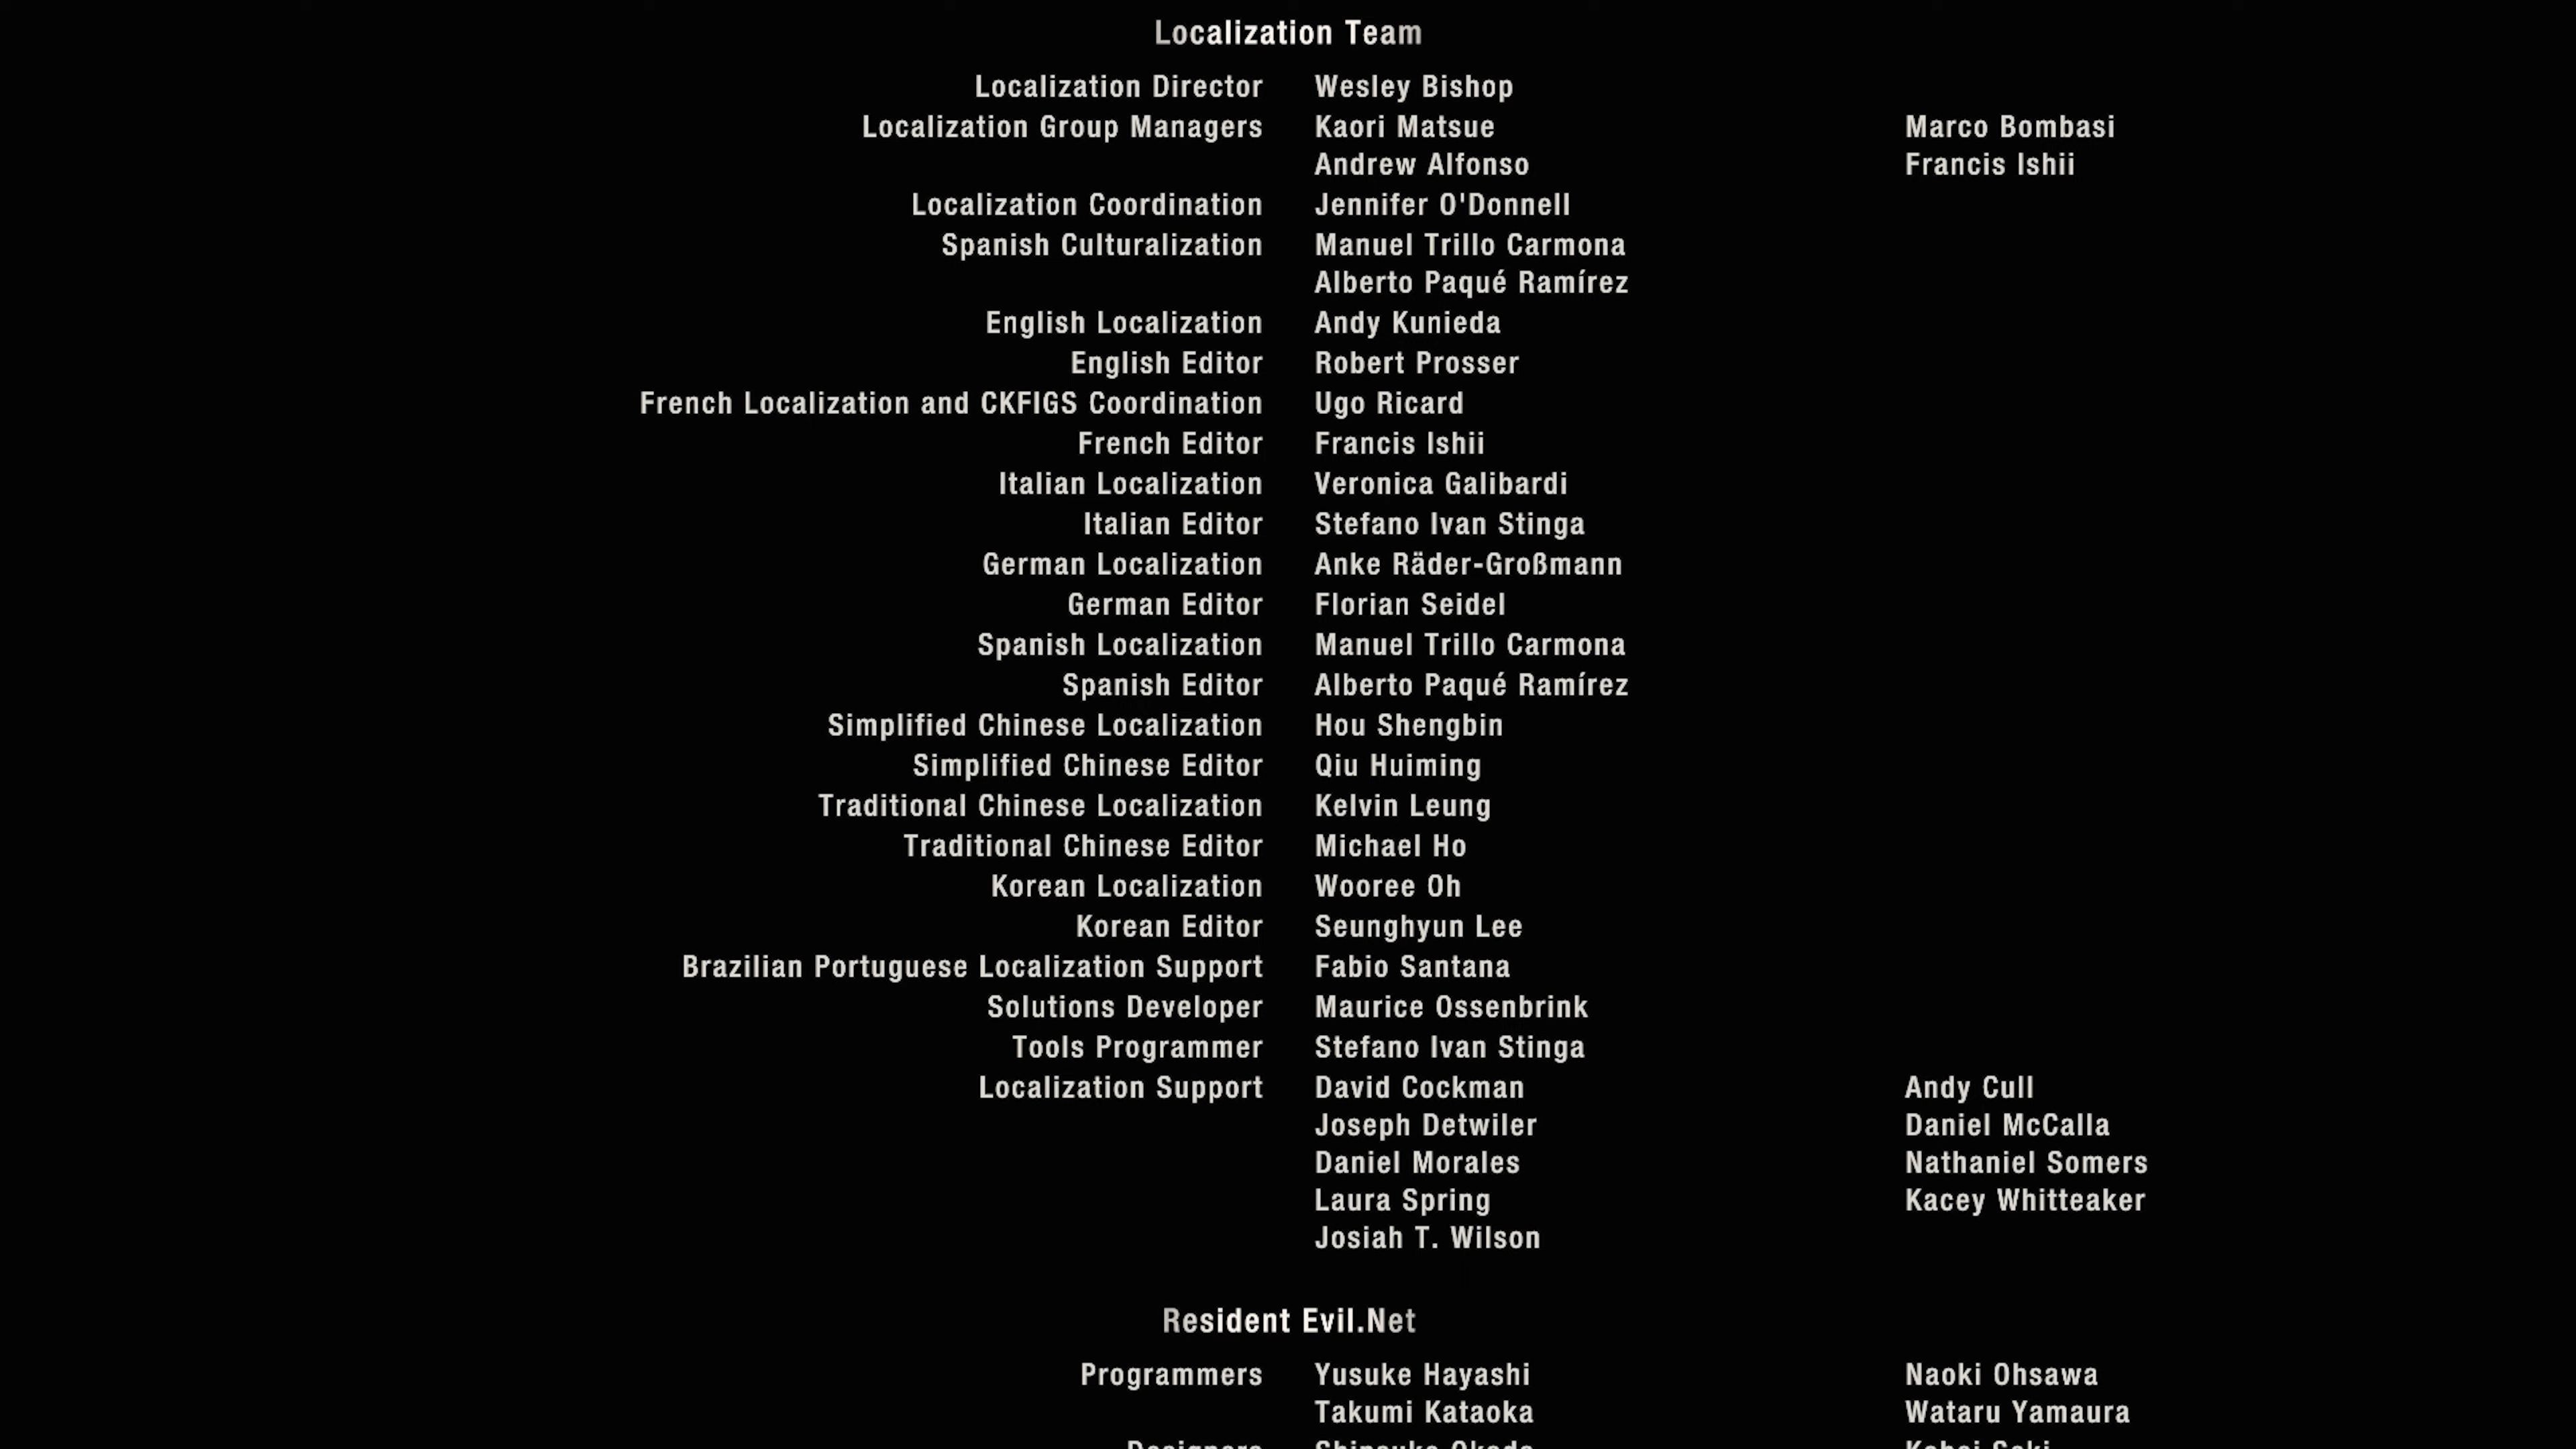 Localization Team
Localization Director Wesley Bishop
Localization Group Managers Kaori Matsue Marco Bombasi
Andrew Alfonso Francis Ishii
Localization Coordination Jennifer O'Donnell
Spanish Culturalization Manuel Trillo Carmona
Alberto Paqué Ramírez
English Localization Andy Kunieda
English Editor Robert Prosser
French Localization and CKFIGS Coordination Ugo Ricard
French Editor Francis Ishii
Italian Localization Veronica Galibardi
Italian Editor Stefano Ivan Stinga
German Localization Anke Räder-Großmann
German Editor Florian Seidel
Spanish Localization Manuel Trillo Carmona
Spanish Editor Alberto Paqué Ramírez
Simplified Chinese Localization Hou Shengbin
Simplified Chinese Editor Qiu Huiming
Traditional Chinese Localization Kelvin Leung
Traditional Chinese Editor Michael Ho
Korean Localization Wooree Oh
Korean Editor Seunghyun Lee
Brazilian Portuguese Localization Support Fabio Santana
Solutions Developer Maurice Ossenbrink
Tools Programmer Stefano Ivan Stinga
Localization Support David Cockman Andy Cull
Joseph Detwiler Daniel McCalla
Daniel Morales Nathaniel Somers
Laura Spring Kacey Whitteaker
Josiah T. Wilson
Resident Evil.Net
Programmers Yusuke Hayashi Naoki Ohsawa
Takumi Kataoka Wataru Yamaura
Designers